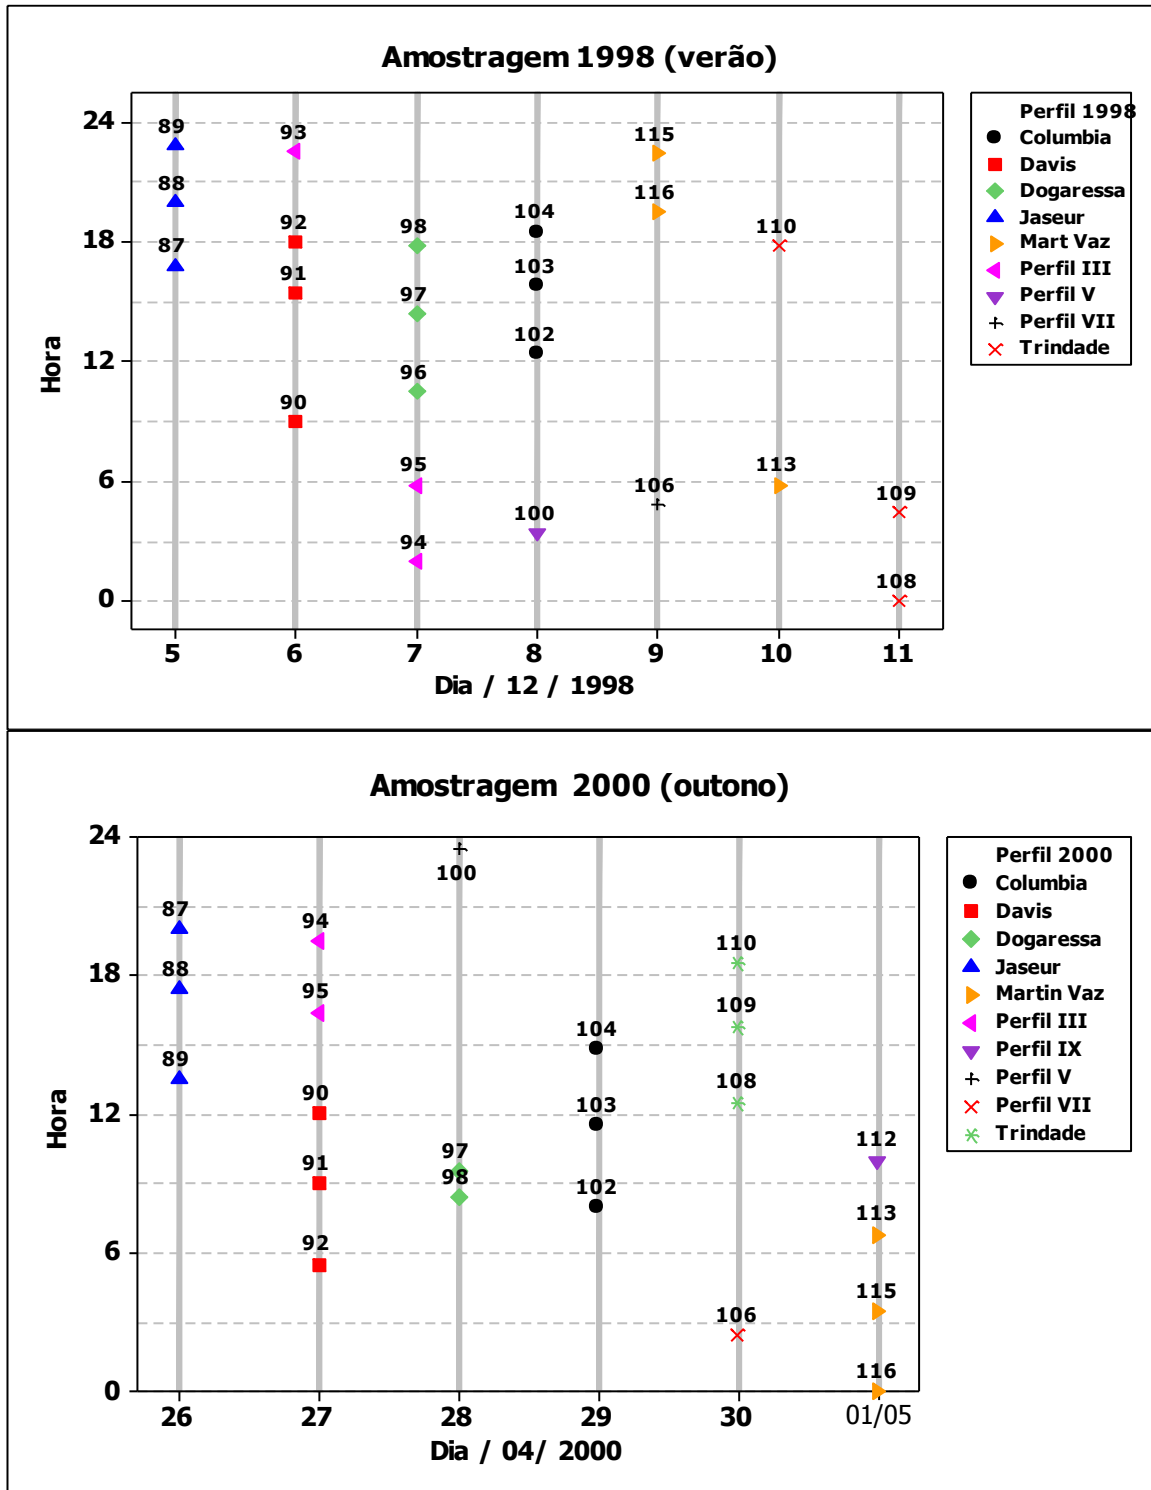 Amostragem 1998 (verão)
24
18
12
6
0
Hora
89
88
87
93
92
91
90
98
97
96
95
94
104
103
102
100
115
116
106
110
113
109
108
5 6 7 8 9 10 11
Dia / 12 / 1998
Perfil 1998
Columbia
Davis
Dogaressa
Jaseur
Mart Vaz
Perfil III
Perfil V
Perfil VII
Trindade
Amostragem 2000 (outono)
24
18
12
6
0
Hora
87
88
89
94
95
90
91
92
100
97
98
104
103
102
110
109
108
106
112
113
115
116
26 27 28 29 30 01/05
Dia / 04/ 2000
Perfil 2000
Columbia
Davis
Dogaressa
Jaseur
Martin Vaz
Perfil III
Perfil IX
Perfil V
Perfil VII
Trindade